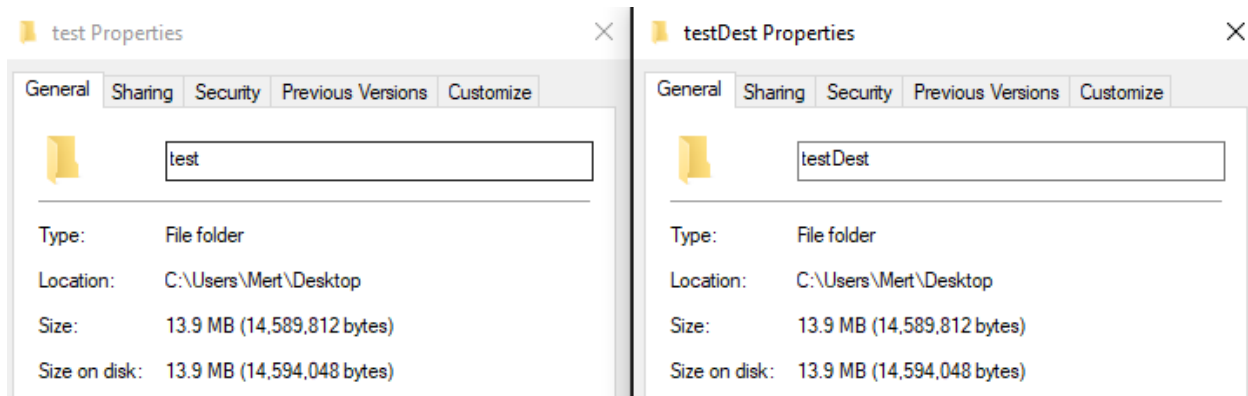 test Properties
General Sharing Security Previous Versions Customize
test
Type: File folder
Location: C:\Users\Mert\Desktop
Size: 13.9 MB (14,589,812 bytes)
Size on disk: 13.9 MB (14,594,048 bytes)
testDest Properties
General Sharing Security Previous Versions Customize
testDest
Type: File folder
Location: C:\Users\Mert\Desktop
Size: 13.9 MB (14,589,812 bytes)
Size on disk: 13.9 MB (14,594,048 bytes)